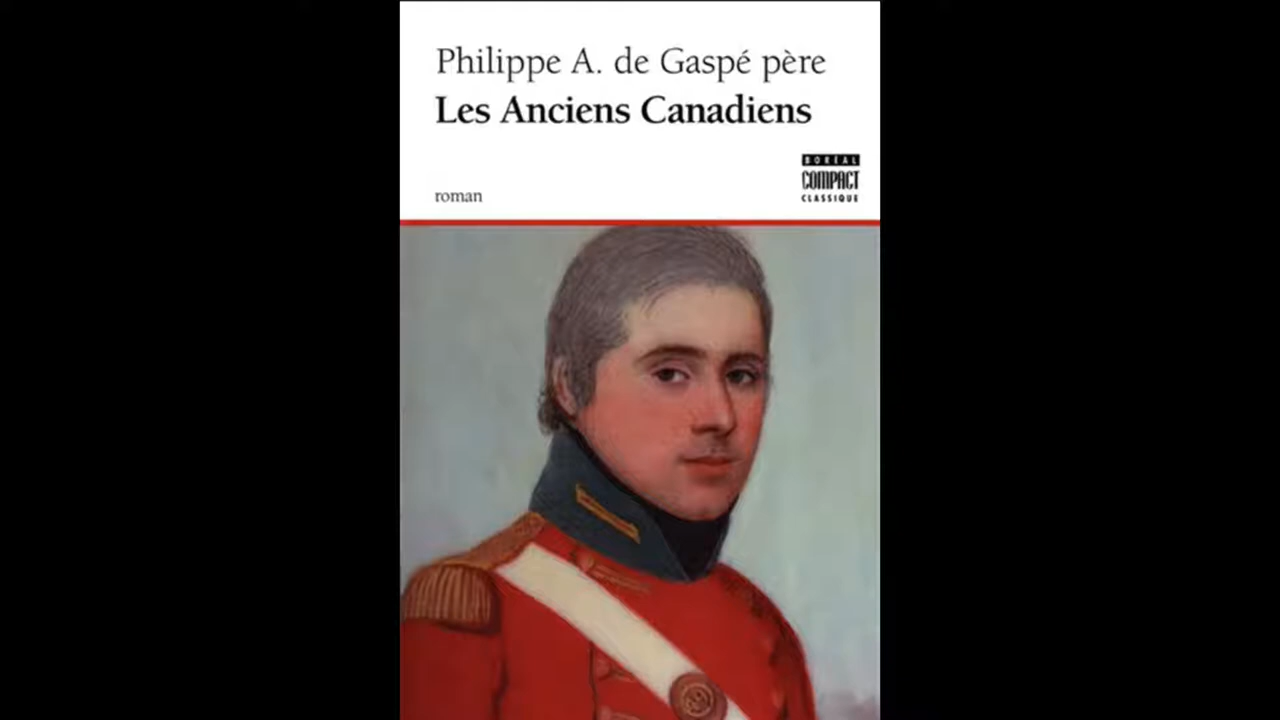 Philippe A. de Gaspé père
Les Anciens Canadiens
BORÉAL
COMPACT
CLASSIQUE
roman